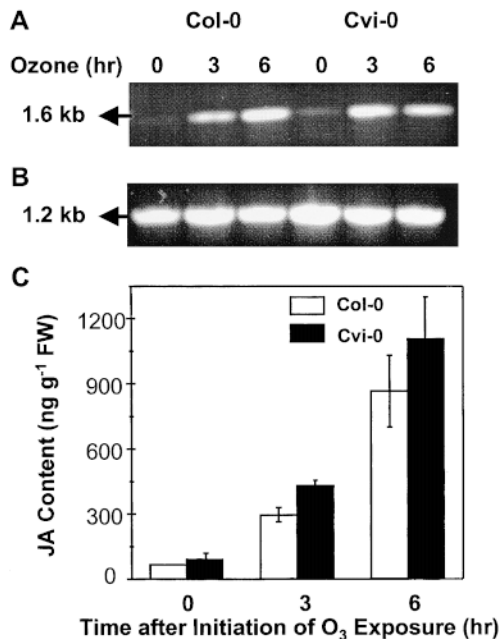 A
Col-0 Cvi-0
Ozone (hr) 0 3 6 0 3 6
1.6 kb
B
1.2 kb
C
JA Content (ng g⁻¹ FW)
1200
900
600
300
0
Col-0
Cvi-0
0 3 6
Time after Initiation of O₃ Exposure (hr)